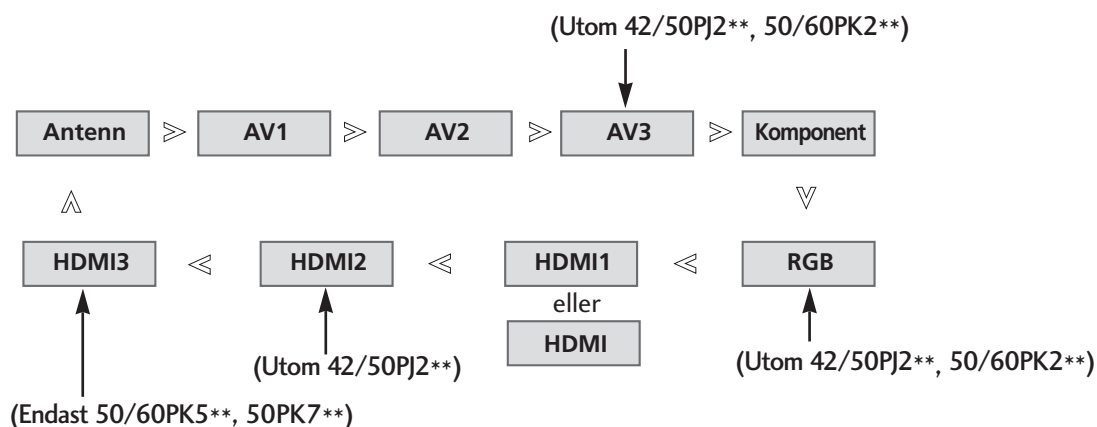 (Utom 42/50PJ2**, 50/60PK2**)
Antenn
AV1
AV2
AV3
Komponent
HDMI3
HDMI2
HDMI1
RGB
eller
HDMI
(Utom 42/50PJ2**)
(Utom 42/50PJ2**, 50/60PK2**)
(Endast 50/60PK5**, 50PK7**)